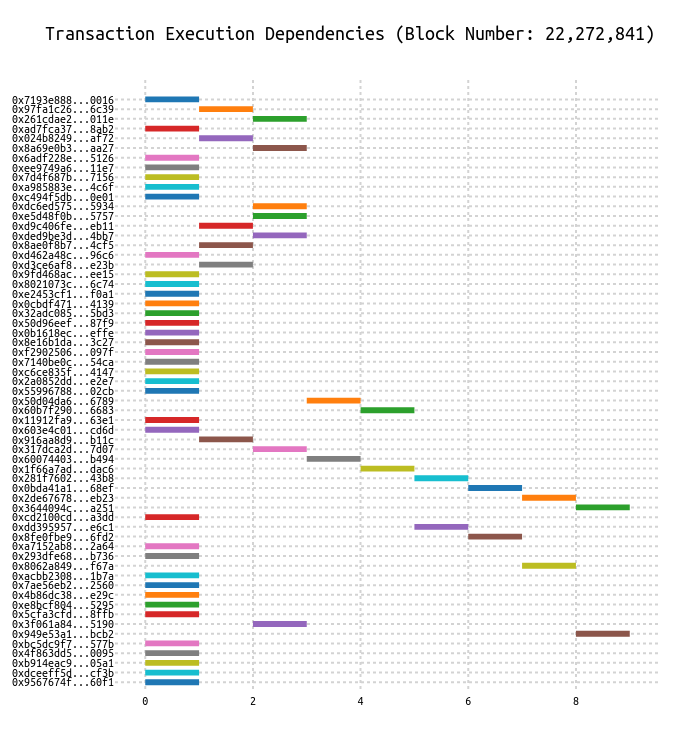 Transaction Execution Dependencies (Block Number: 22,272,841)
0x7193e888...0016
0x97fa1c26...6c39
0x261cdae2...011e
0xad7fca37...8ab2
0x024b8249...af72
0x8a69e0b3...aa27
0x6adf228e...5126
0xee9749a6...11e7
0x7d4f687b...7156
0xa985883e...4c6f
0xc494f5db...0e01
0xdc6ed575...5934
0xe5d48f0b...5757
0xd9c406fe...eb11
0xded9be3d...4bb7
0x8ae0f8b7...4cf5
0xd462a48c...96c6
0xd3ce6af8...e23b
0x9fd468ac...ee15
0x8021073c...6c74
0xe2453cf1...f0a1
0x0cbdf471...4139
0x32adc085...5bd3
0x50d96eef...87f9
0x0b1618ec...effe
0x8e16b1da...3c27
0xf2902506...097f
0x7140be0c...54ca
0xc6ce835f...4147
0x2a0852dd...e2e7
0x55996788...02cb
0x50d04da6...6789
0x60b7f290...6683
0x11912fa9...63e1
0x603e4c01...cd6d
0x916aa8d9...b11c
0x317dca2d...7d07
0x60074403...b494
0x1f66a7ad...dac6
0x281f7602...43b8
0x0bda41a1...68ef
0x2de67678...eb23
0x3644094c...a251
0xcd2100cd...a3dd
0xdd395957...e6c1
0x8fe0fbe9...6fd2
0xa7152ab8...2a64
0x293dfe68...b736
0x8062a849...f67a
0xacbb2308...1b7a
0x7ae56eb2...2560
0x4b86dc38...e29c
0xe8bcf804...5295
0x5cfa3cfd...8ffb
0x3f061a84...5190
0x949e53a1...bcb2
0xbc5dc9f7...577b
0x4f863dd5...0095
0xb914eac9...05a1
0xdceeff5d...cf3b
0x9567674f...60f1
0 2 4 6 8